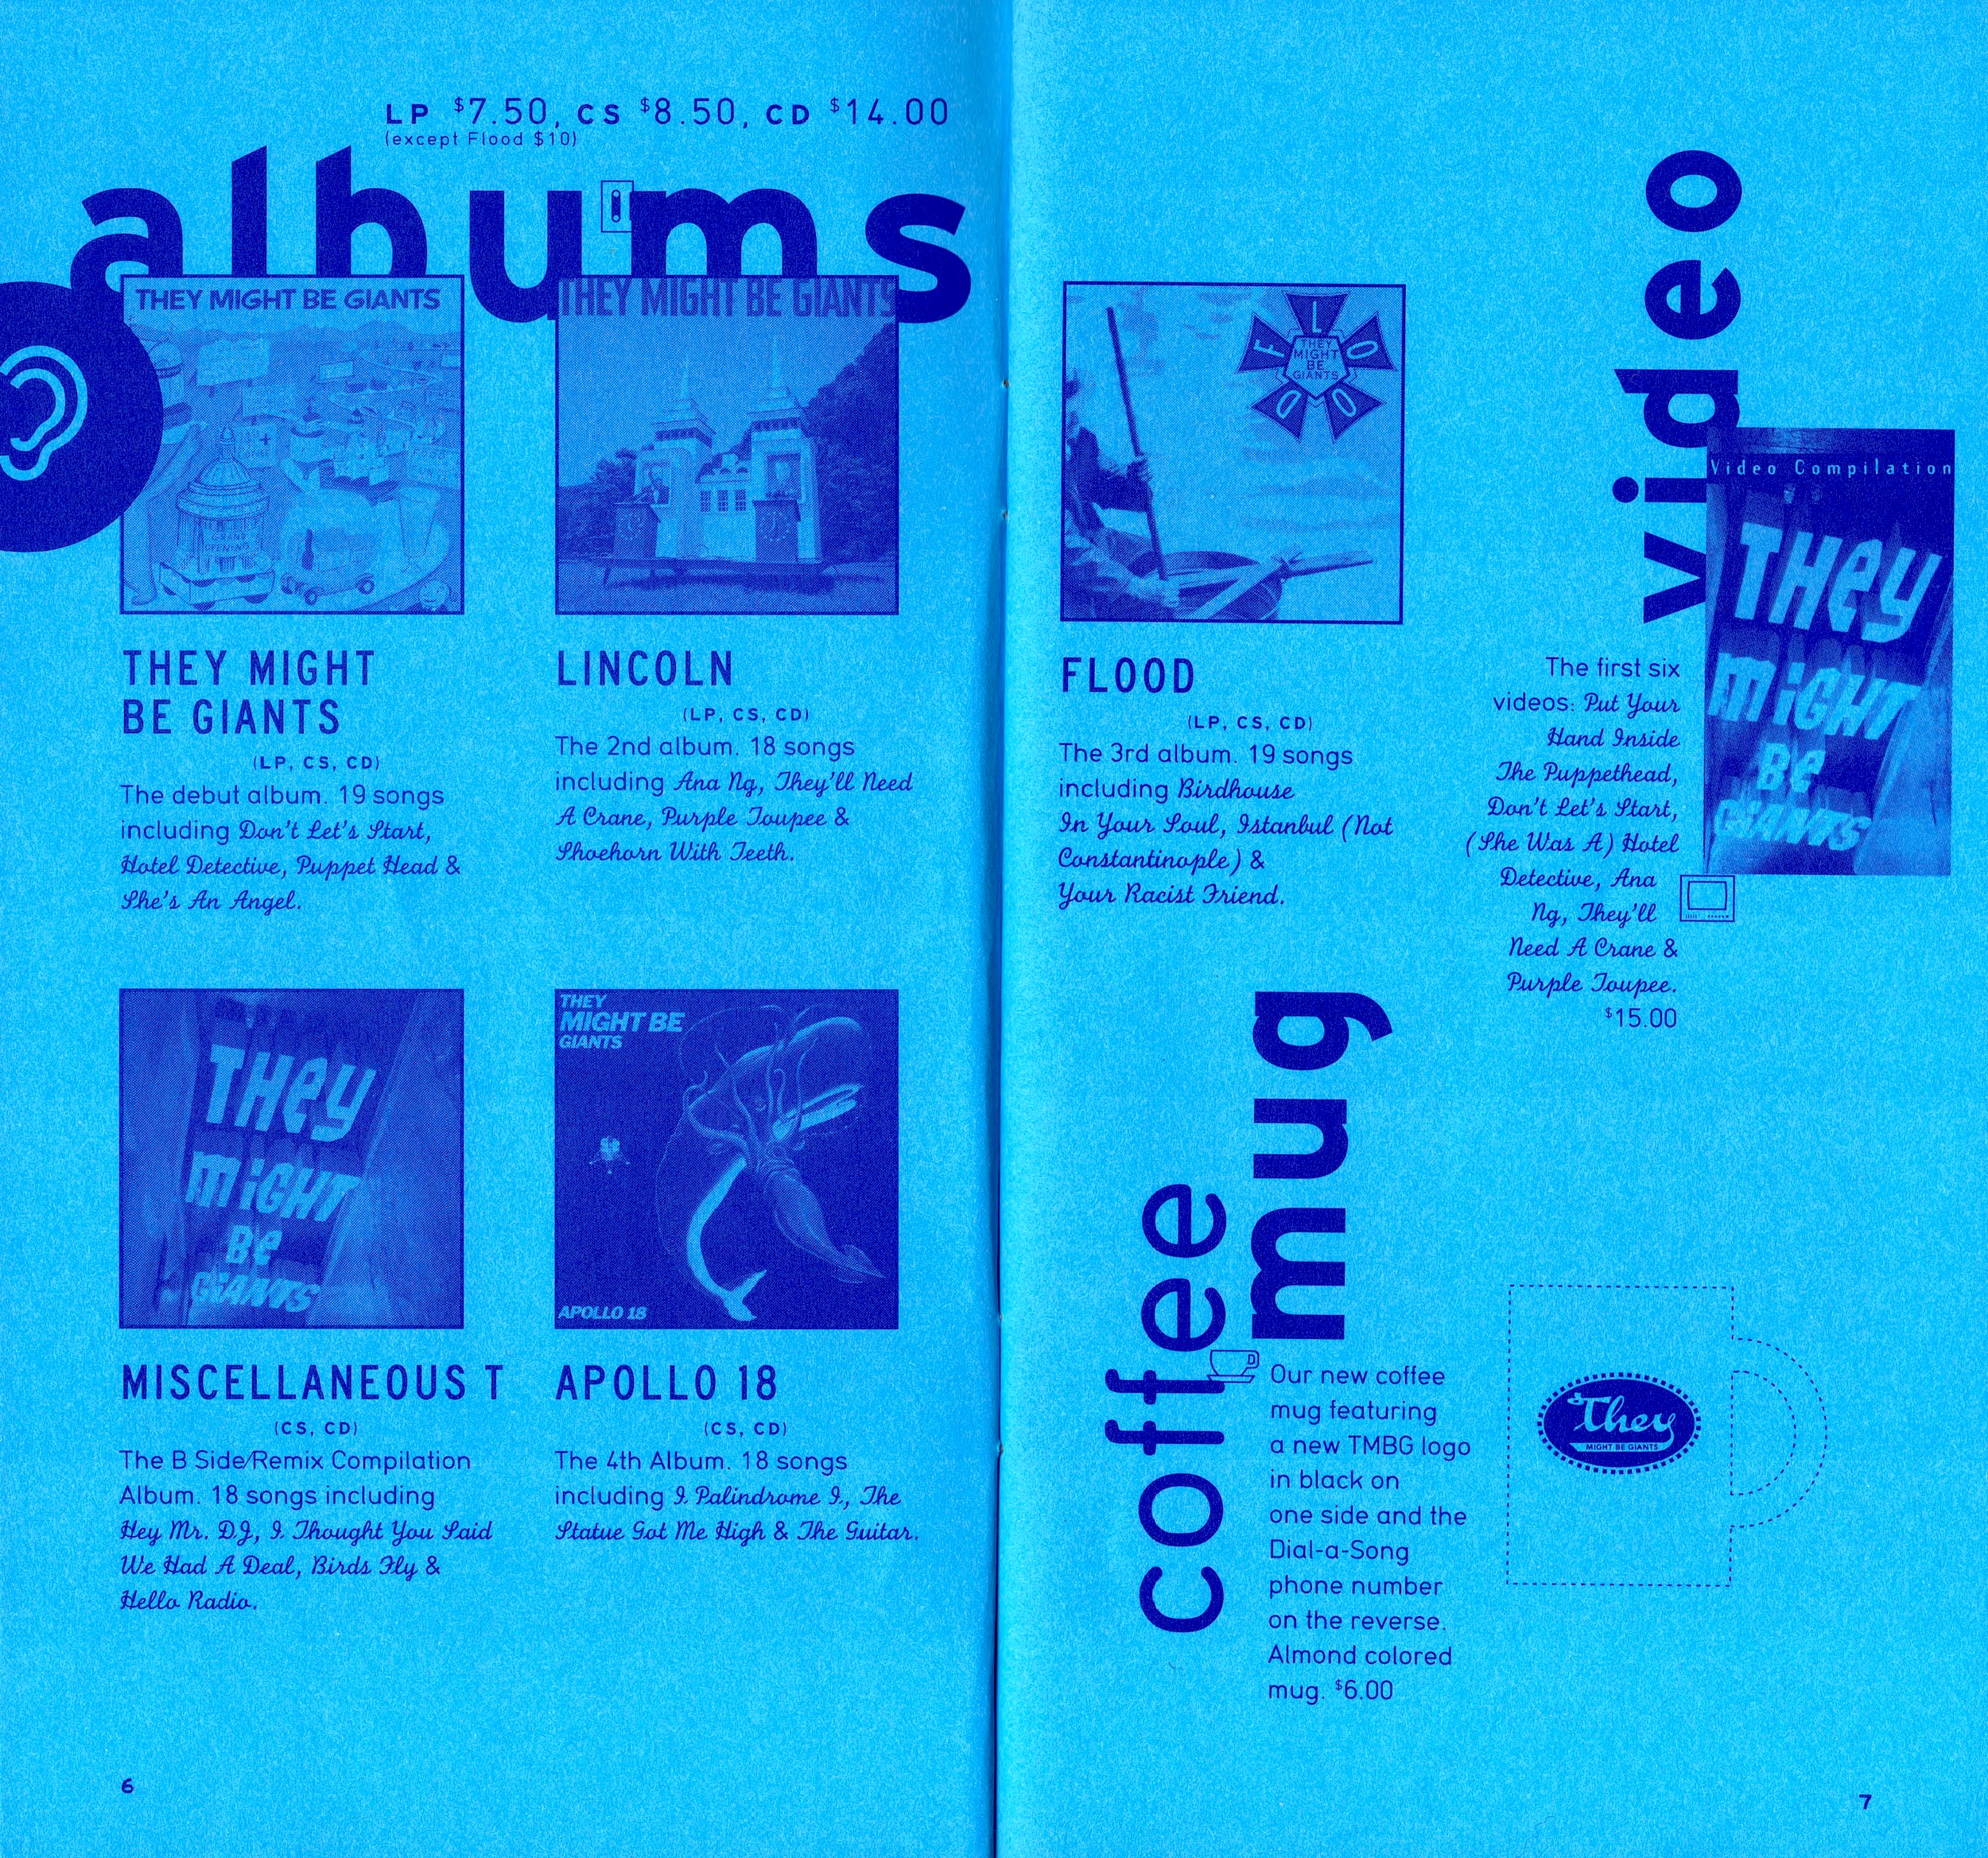 LP $7.50, CS $8.50, CD $14.00
(except Flood $10)
albums
THEY MIGHT BE GIANTS
GRAND
OPENING
THEY MIGHT
BE GIANTS
(LP, CS, CD)
The debut album. 19 songs
including Don't Let's Start,
Hotel Detective, Puppet Head &
She's An Angel.
THEY MIGHT BE GIANTS
LINCOLN
(LP, CS, CD)
The 2nd album. 18 songs
including Ana Ng, They'll Need
A Crane, Purple Toupee &
Shoehorn With Teeth.
THEY
MIGHT
BE
GIANTS
MISCELLANEOUS T
(CS, CD)
The B Side/Remix Compilation
Album. 18 songs including
Hey Mr. DJ, I Thought You Said
We Had A Deal, Birds Fly &
Hello Radio.
THEY
MIGHT BE
GIANTS
APOLLO 18
APOLLO 18
(CS, CD)
The 4th Album. 18 songs
including I Palindrome I, The
Statue Got Me High & The Guitar.
6
FLOOD
THEY
MIGHT
BE
GIANTS
FLOOD
(LP, CS, CD)
The 3rd album. 19 songs
including Birdhouse
In Your Soul, Istanbul (Not
Constantinople) &
Your Racist Friend.
video
Video Compilation
THEY
MIGHT
BE
GIANTS
The first six
videos: Put Your
Hand Inside
The Puppethead,
Don't Let's Start,
(She Was A) Hotel
Detective, Ana
Ng, They'll
Need A Crane &
Purple Toupee.
$15.00
coffee
mug
Our new coffee
mug featuring
a new TMBG logo
in black on
one side and the
Dial-a-Song
phone number
on the reverse.
Almond colored
mug. $6.00
They
MIGHT BE GIANTS
7